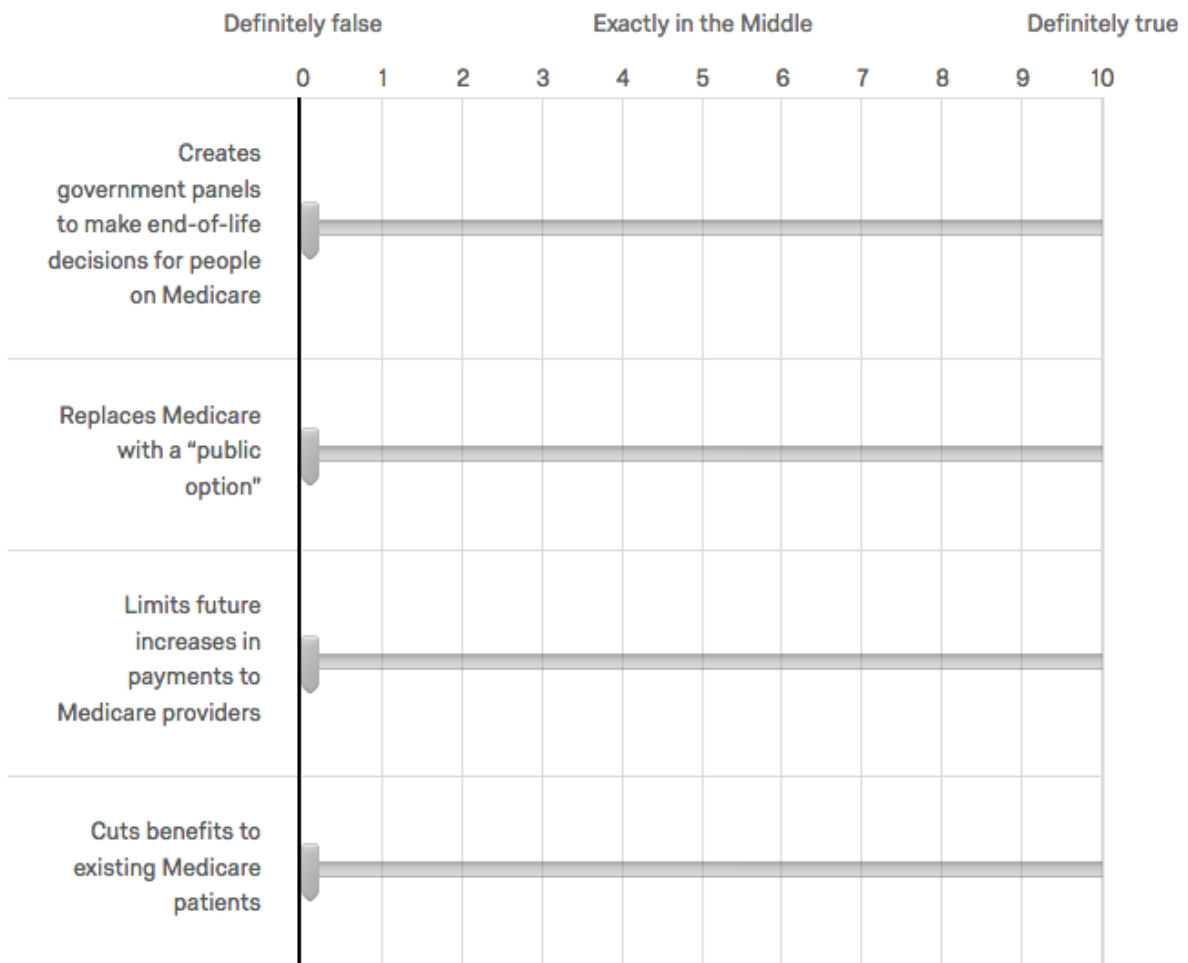 Definitely false Exactly in the Middle Definitely true
0 1 2 3 4 5 6 7 8 9 10
Creates
government panels
to make end-of-life
decisions for people
on Medicare
Replaces Medicare
with a “public
option”
Limits future
increases in
payments to
Medicare providers
Cuts benefits to
existing Medicare
patients